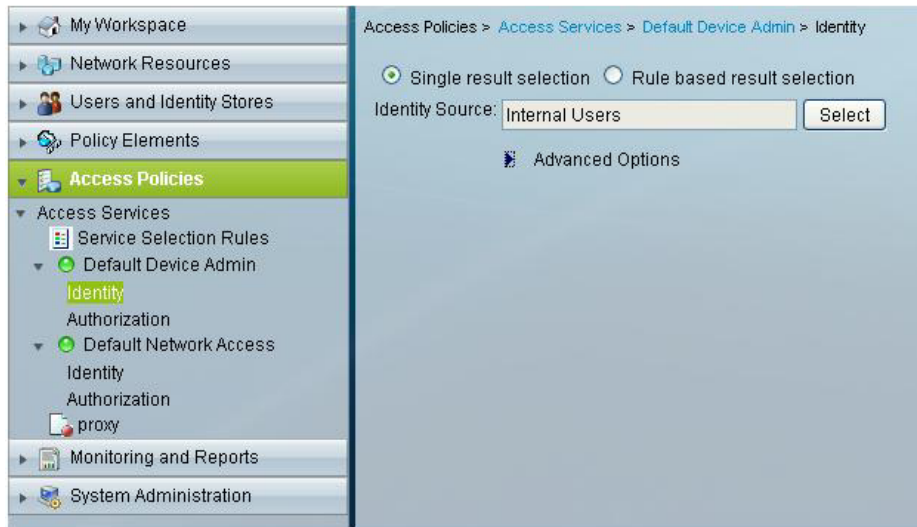 My Workspace
Network Resources
Users and Identity Stores
Policy Elements
Access Policies
Access Services
Service Selection Rules
Default Device Admin
Identity
Authorization
Default Network Access
Identity
Authorization
proxy
Monitoring and Reports
System Administration
Access Policies > Access Services > Default Device Admin > Identity
Single result selection Rule based result selection
Identity Source: Internal Users Select
Advanced Options